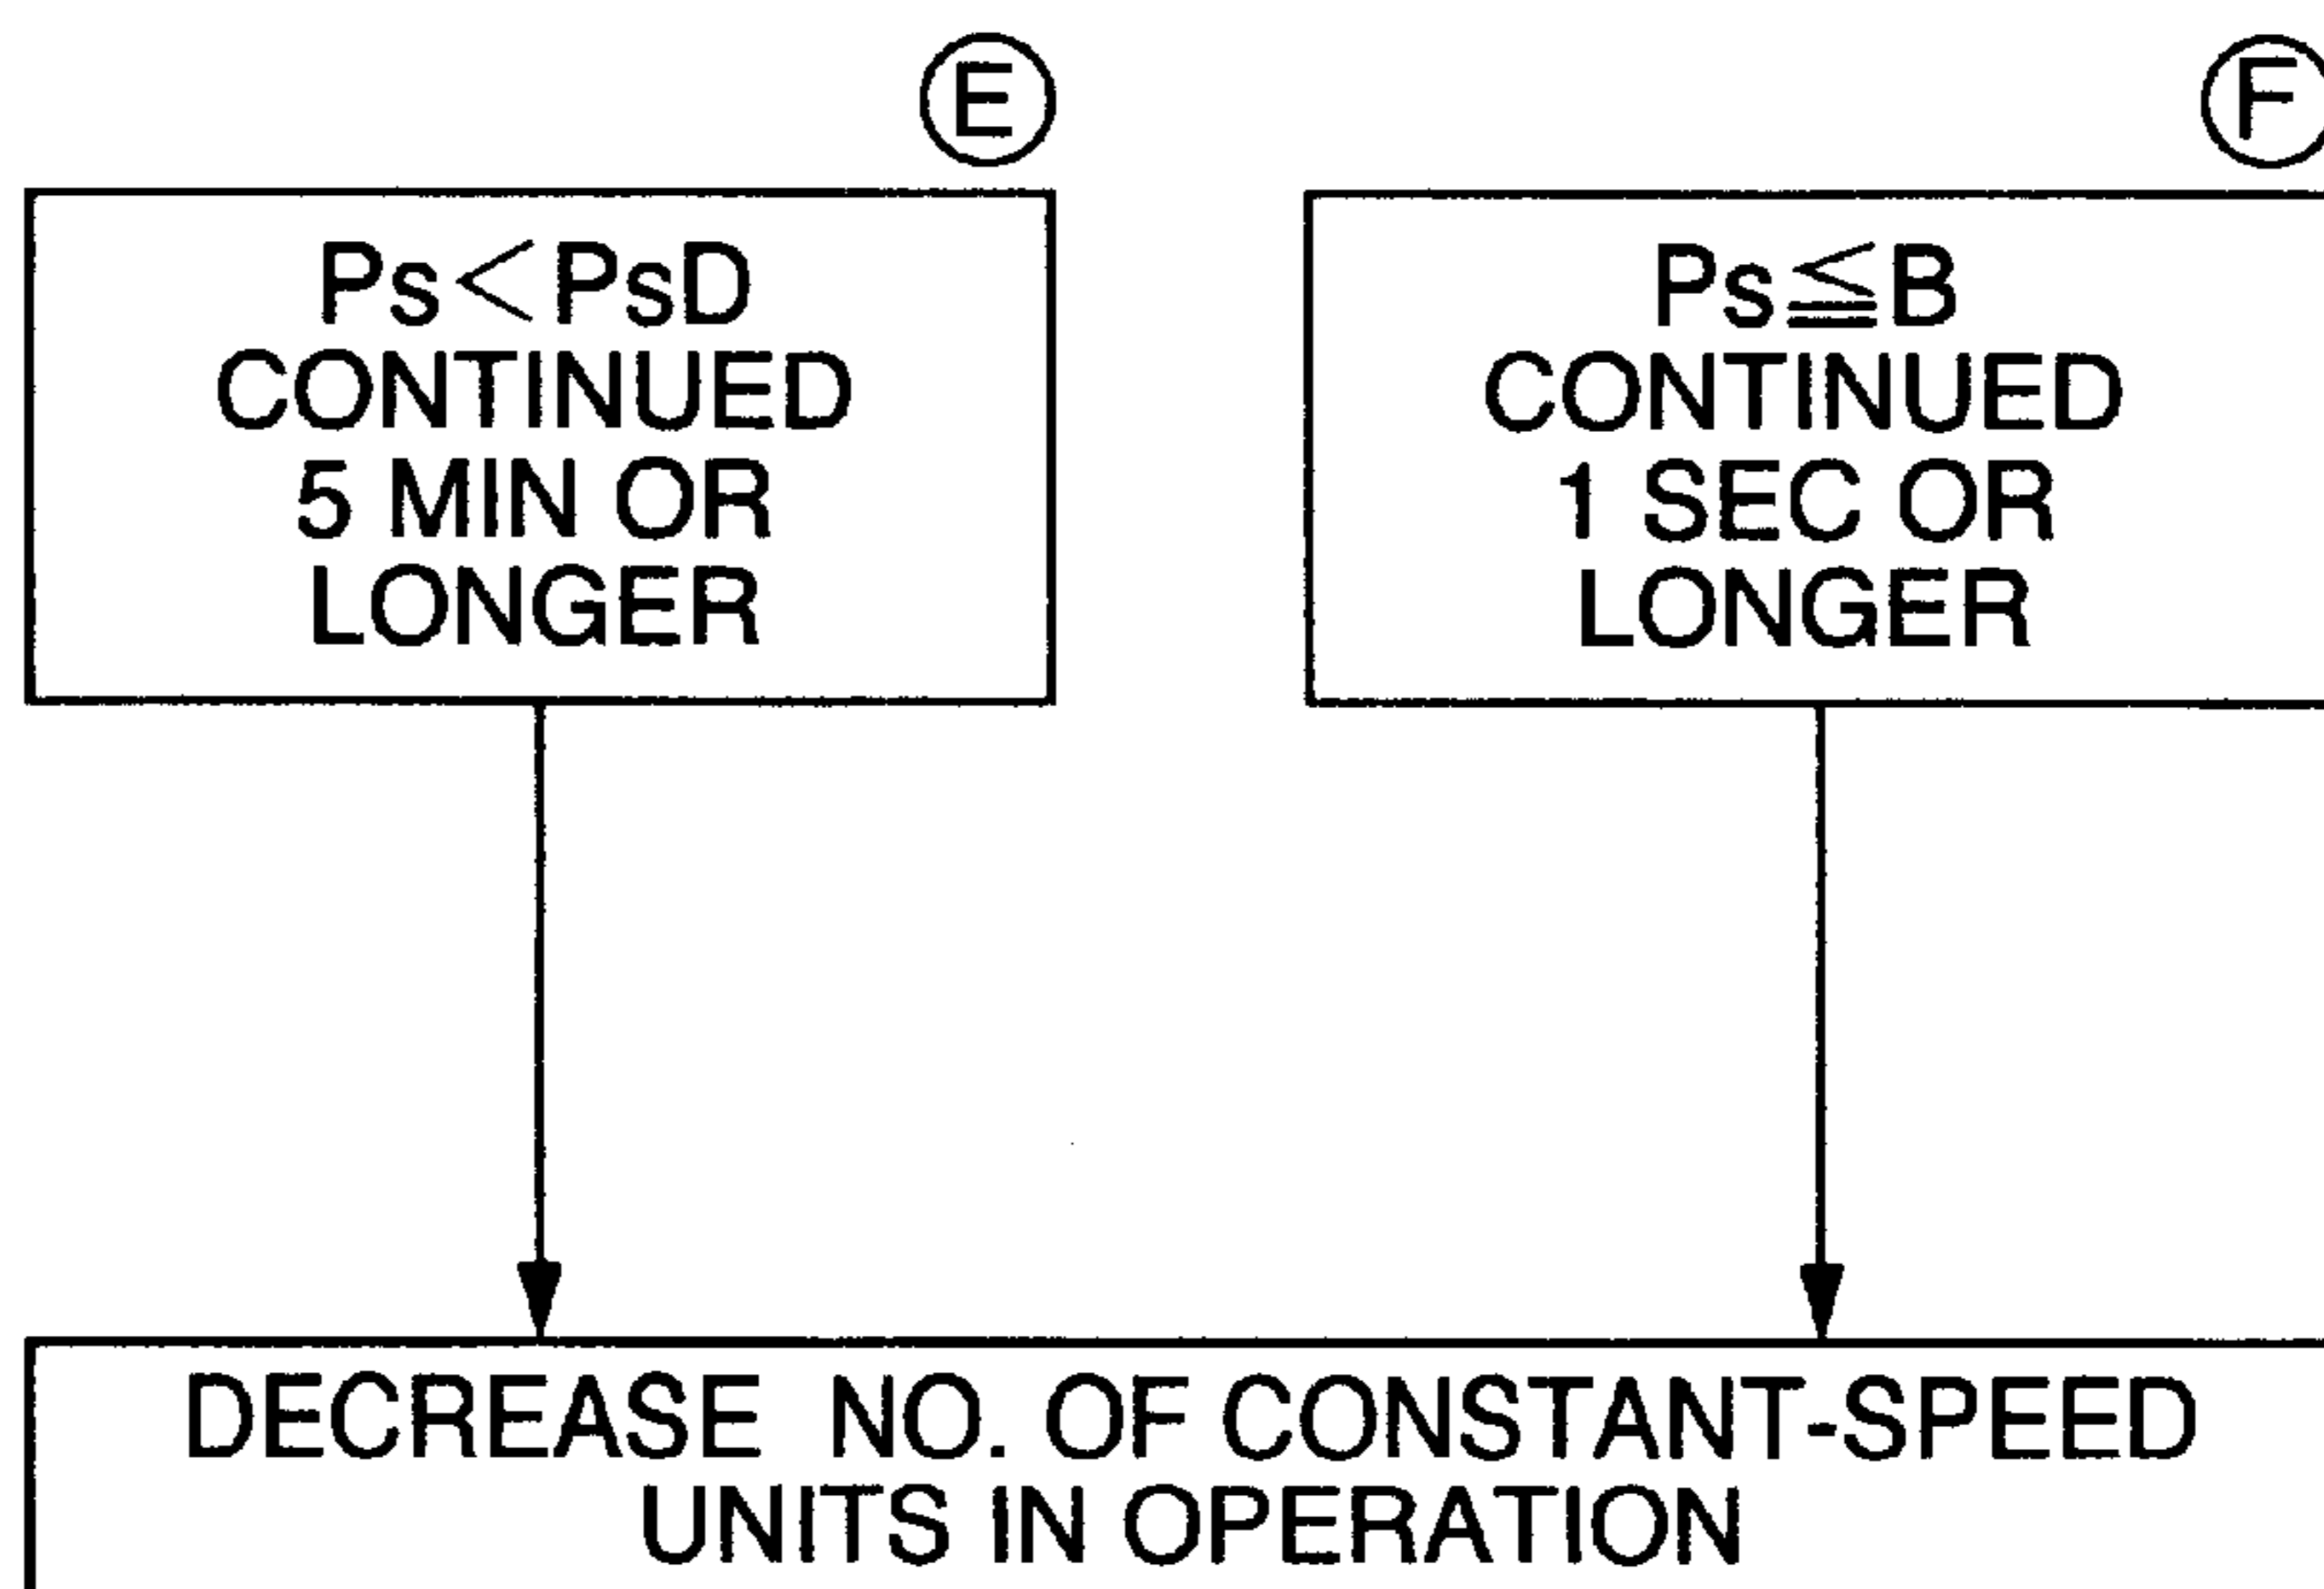 E
Ps<PsD
CONTINUED
5 MIN OR
LONGER
F
Ps≦B
CONTINUED
1 SEC OR
LONGER
DECREASE NO. OF CONSTANT-SPEED
UNITS IN OPERATION